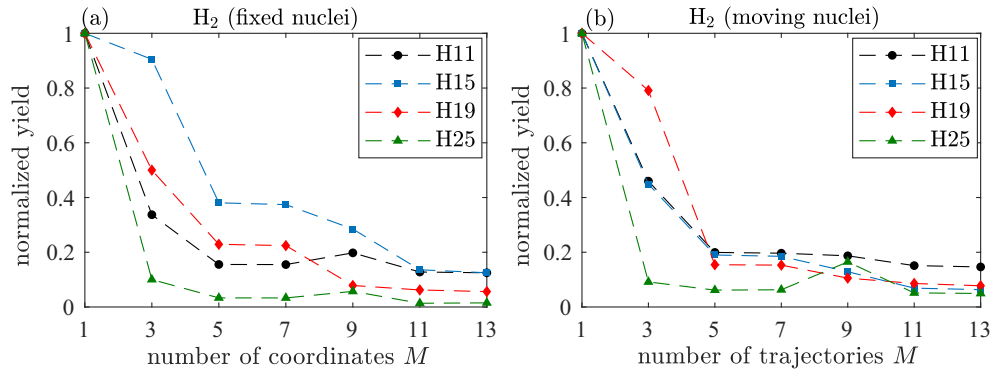 (a)
H2 (fixed nuclei)
1
0.8
0.6
0.4
0.2
0
normalized yield
H11
H15
H19
H25
1 3 5 7 9 11 13
number of coordinates M
(b)
H2 (moving nuclei)
1
0.8
0.6
0.4
0.2
0
normalized yield
H11
H15
H19
H25
1 3 5 7 9 11 13
number of trajectories M